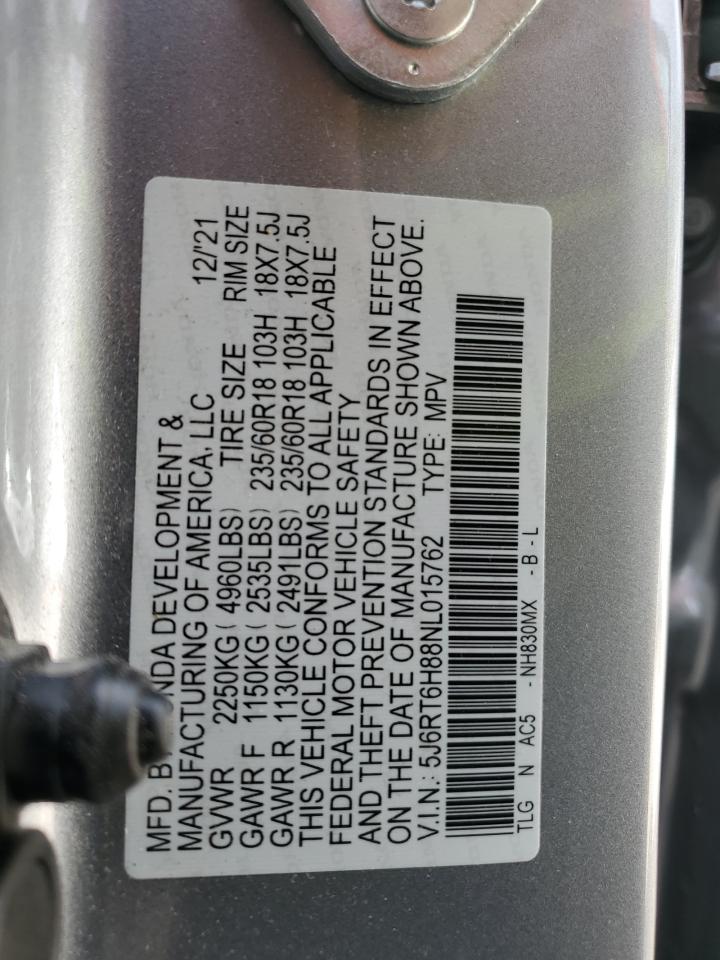 MFD. B NDA DEVELOPMENT &
MANUFACTURING OF AMERICA, LLC 12/'21
GVWR 2250KG ( 4960LBS) TIRE SIZE RIM SIZE
GAWR F 1150KG ( 2535LBS) 235/60R18 103H 18X7.5J
GAWR R 1130KG ( 2491LBS) 235/60R18 103H 18X7.5J
THIS VEHICLE CONFORMS TO ALL APPLICABLE
FEDERAL MOTOR VEHICLE SAFETY
AND THEFT PREVENTION STANDARDS IN EFFECT
ON THE DATE OF MANUFACTURE SHOWN ABOVE.
V.I.N.: 5J6RT6H88NL015762 TYPE: MPV
TLG N AC5 - NH830MX - B - L